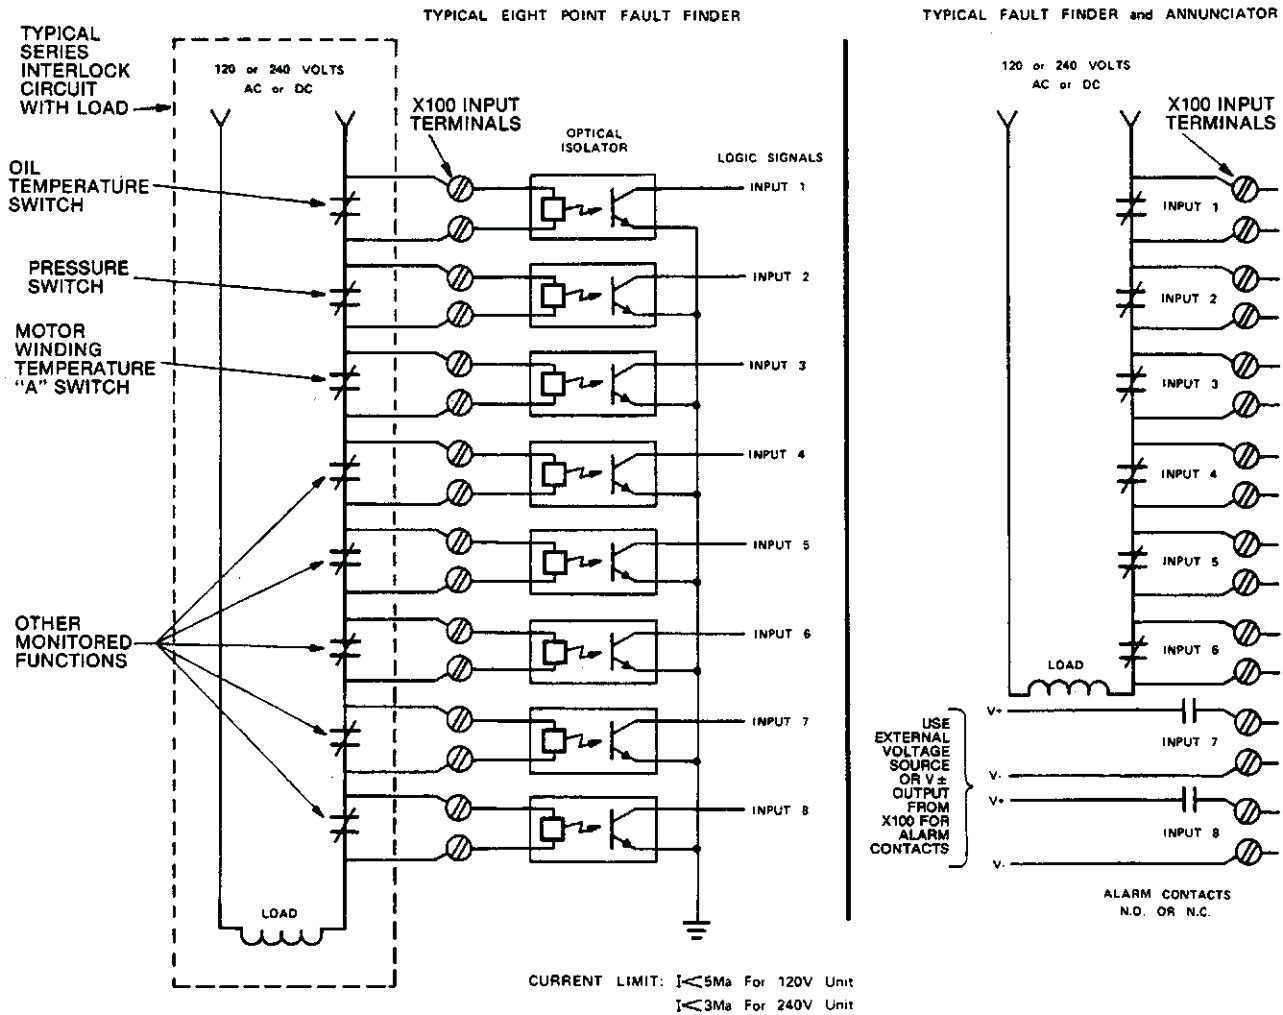 TYPICAL EIGHT POINT FAULT FINDER
TYPICAL
SERIES
INTERLOCK
CIRCUIT
WITH LOAD
120 or 240 VOLTS
AC or DC
X100 INPUT
TERMINALS
OPTICAL
ISOLATOR
LOGIC SIGNALS
OIL
TEMPERATURE
SWITCH
PRESSURE
SWITCH
MOTOR
WINDING
TEMPERATURE
"A" SWITCH
OTHER
MONITORED
FUNCTIONS
INPUT 1
INPUT 2
INPUT 3
INPUT 4
INPUT 5
INPUT 6
INPUT 7
INPUT 8
LOAD
CURRENT LIMIT: I<5Ma For 120V Unit
I<3Ma For 240V Unit
TYPICAL FAULT FINDER and ANNUNCIATOR
120 or 240 VOLTS
AC or DC
X100 INPUT
TERMINALS
INPUT 1
INPUT 2
INPUT 3
INPUT 4
INPUT 5
INPUT 6
LOAD
USE
EXTERNAL
VOLTAGE
SOURCE
OR V±
OUTPUT
FROM
X100 FOR
ALARM
CONTACTS
V+
INPUT 7
V-
V+
INPUT 8
V-
ALARM CONTACTS
N.O. OR N.C.